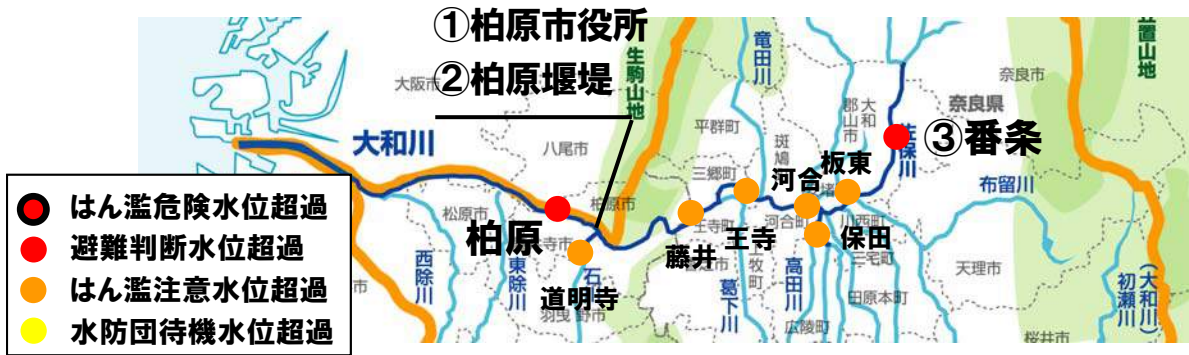 ①柏原市役所
②柏原堰堤
生駒山地
竜田川
大阪市
大和川
八尾市
平群町
斑鳩
三郷町
大和
郡山市
奈良市
奈良県
佐保川
③番条
布留川
板東
河合
河合町
川西町
三宅町
保田
王寺
王寺町
藤井
上牧町
葛下川
高田川
広陵町
田原本町
天理市
桜井市
初瀬川
(大和川)
柏原市
柏原
道明寺
羽曳野市
松原市
西除川
東除川
はん濫危険水位超過
避難判断水位超過
はん濫注意水位超過
水防団待機水位超過